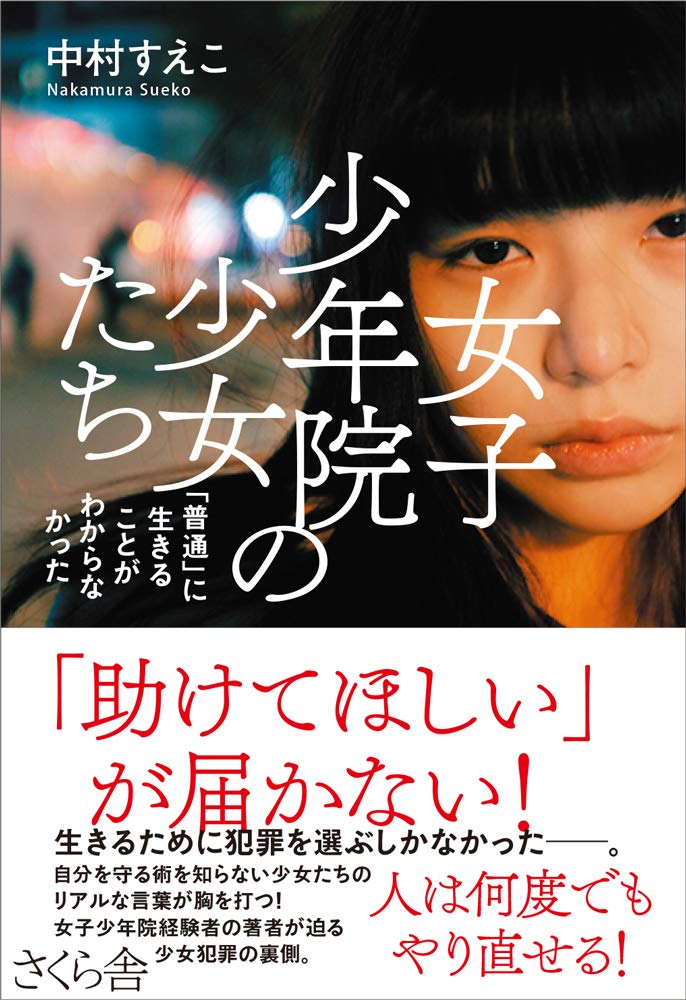 中村すえこ
Nakamura Sueko
女子
少年院の
少女
たち
「普通」に
生きる
ことが
わからな
かった
「助けてほしい」
が届かない!
生きるために犯罪を選ぶしかなかった——。
自分を守る術を知らない少女たちの
リアルな言葉が胸を打つ!
女子少年院経験者の著者が迫る
少女犯罪の裏側。
人は何度でも
やり直せる!
さくら舎